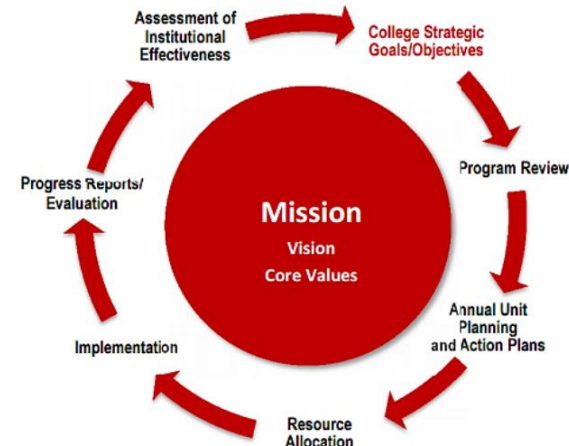 Assessment of
Institutional
Effectiveness
College Strategic
Goals/Objectives
Program Review
Annual Unit
Planning
and Action Plans
Resource
Allocation
Implementation
Progress Reports/
Evaluation
Mission
Vision
Core Values